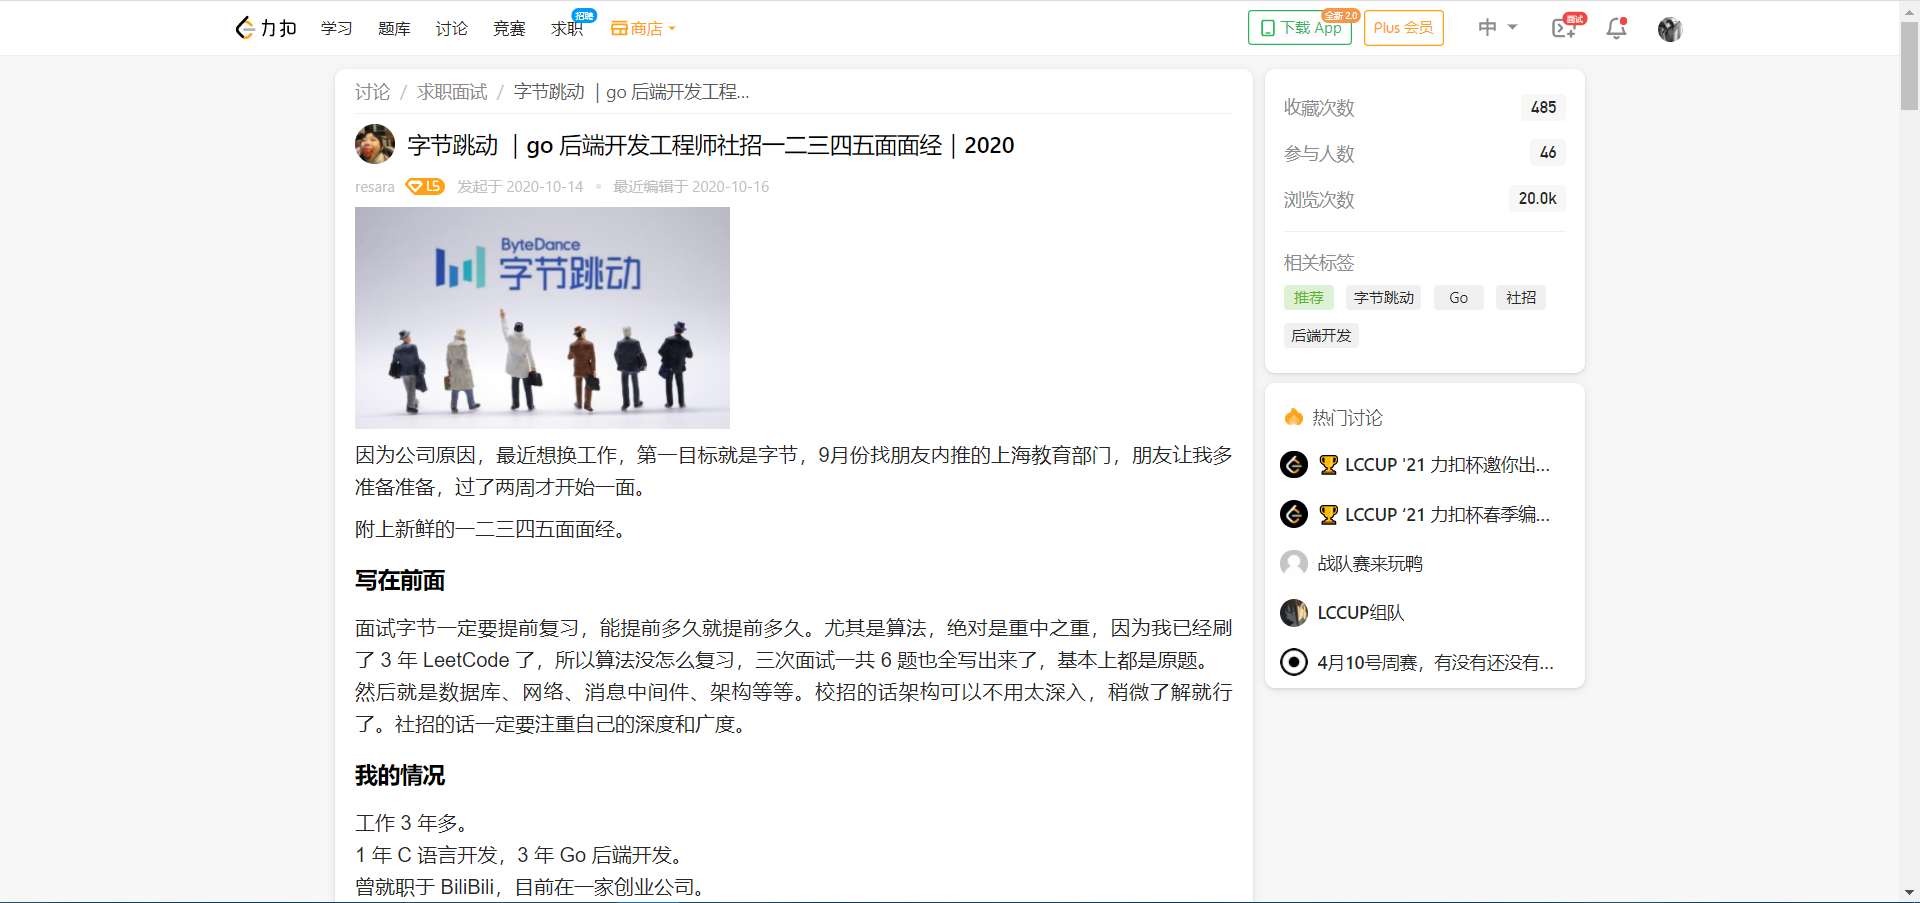 力扣 学习 题库 讨论 竞赛 求职 招聘 商店 下载 App 全新 2.0 Plus 会员 中 面试
讨论 / 求职面试 / 字节跳动 ｜go 后端开发工程...
字节跳动 ｜go 后端开发工程师社招一二三四五面面经｜2020
resara L5 发起于 2020-10-14 最近编辑于 2020-10-16
ByteDance
字节跳动
因为公司原因，最近想换工作，第一目标就是字节，9月份找朋友内推的上海教育部门，朋友让我多
准备准备，过了两周才开始一面。
附上新鲜的一二三四五面面经。
写在前面
面试字节一定要提前复习，能提前多久就提前多久。尤其是算法，绝对是重中之重，因为我已经刷
了 3 年 LeetCode 了，所以算法没怎么复习，三次面试一共 6 题也全写出来了，基本上都是原题。
然后就是数据库、网络、消息中间件、架构等等。校招的话架构可以不用太深入，稍微了解就行
了。社招的话一定要注重自己的深度和广度。
我的情况
工作 3 年多。
1 年 C 语言开发，3 年 Go 后端开发。
曾就职于 BiliBili，目前在一家创业公司。
收藏次数 485
参与人数 46
浏览次数 20.0k
相关标签
推荐 字节跳动 Go 社招
后端开发
热门讨论
LCCUP '21 力扣杯邀你出...
LCCUP ‘21 力扣杯春季编...
战队赛来玩鸭
LCCUP组队
4月10号周赛，有没有还没有...